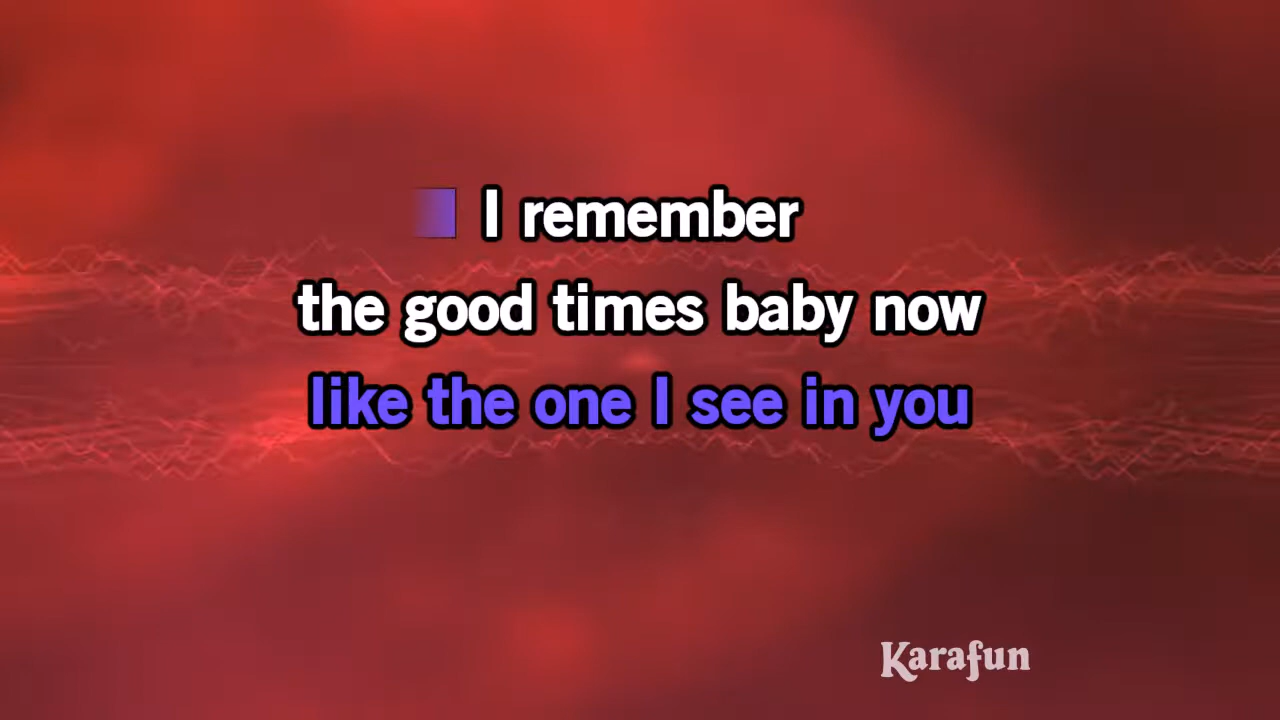 I remember
the good times baby now
like the one I see in you
Karafun